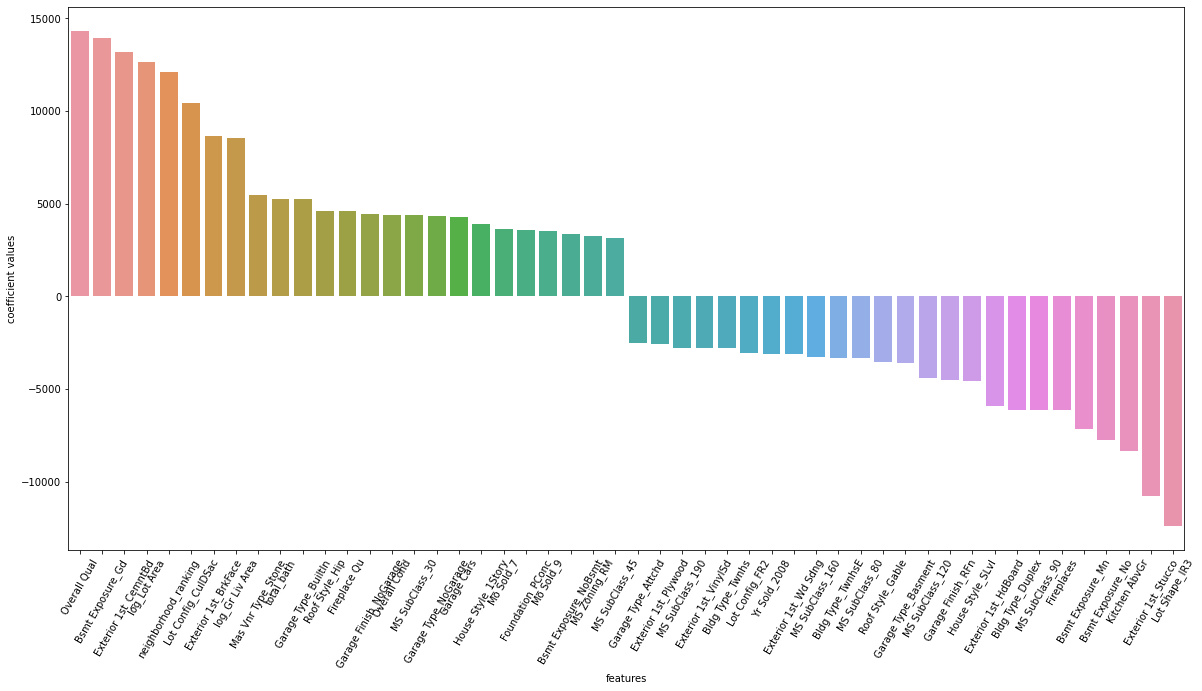 15000
10000
5000
0
−5000
−10000
coefficient values
Overall Qual
Bsmt Exposure_Gd
Exterior 1st_CemntBd
log_Lot Area
neighborhood_ranking
Lot Config_CulDSac
Exterior 1st_BrkFace
log_Gr Liv Area
Mas Vnr Type_Stone
Total_bath
Garage Type_BuiltIn
Roof Style_Hip
Fireplace Qu
Garage Finish_NoGarage
Overall Cond
MS SubClass_30
Garage Type_NoGarage
Garage Cars
House Style_1Story
Mo Sold_7
Foundation_PConc
Mo Sold_9
Bsmt Exposure_NoBsmt
MS Zoning_RM
MS SubClass_45
Garage Type_Attchd
Exterior 1st_Plywood
MS SubClass_190
Exterior 1st_VinylSd
Bldg Type_Twnhs
Lot Config_FR2
Yr Sold_2008
Exterior 1st_Wd Sdng
MS SubClass_160
Bldg Type_TwnhsE
MS SubClass_80
Roof Style_Gable
Garage Type_Basment
MS SubClass_120
Garage Finish_RFn
House Style_SLvl
Exterior 1st_HdBoard
Bldg Type_Duplex
MS SubClass_90
Fireplaces
Bsmt Exposure_Mn
Bsmt Exposure_No
Kitchen AbvGr
Exterior 1st_Stucco
Lot Shape_IR3
features